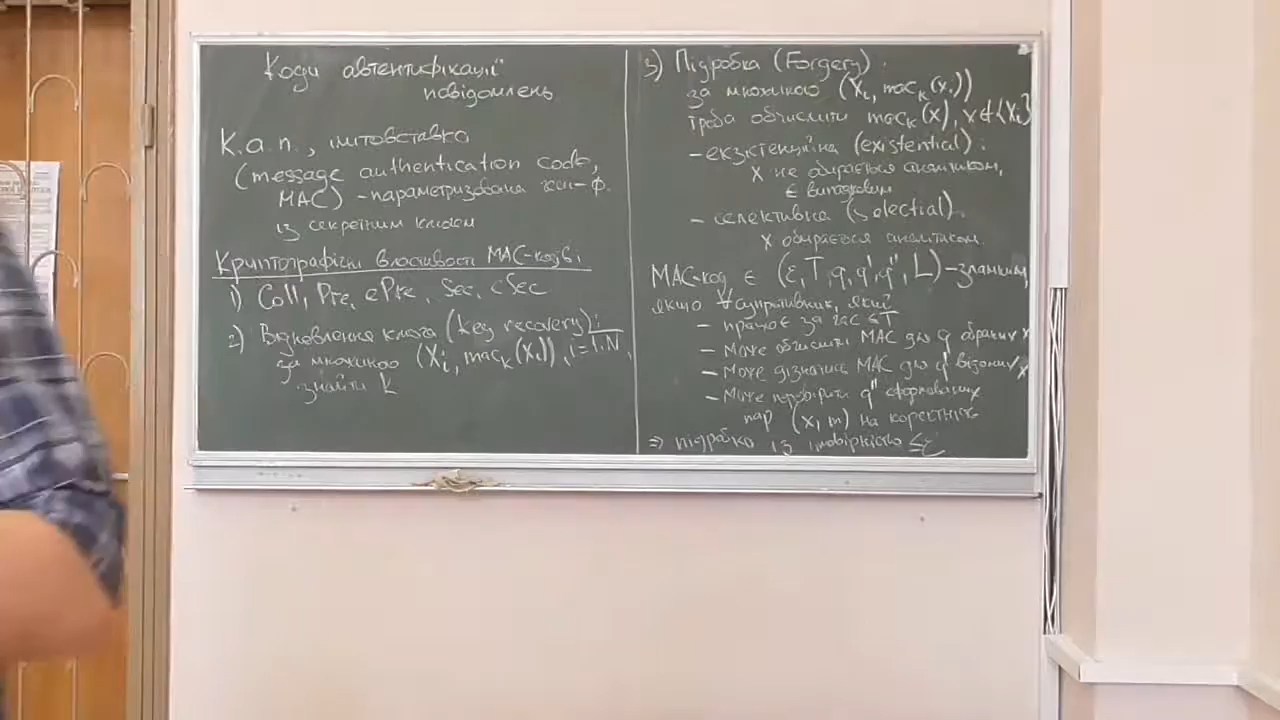 Коди автентифікації
повідомлень
К.а.п., імітовставка
(message authentication code,
MAC) – параметризована геш-ф.
із секретним ключем
Криптографічні властивості MAC-кодів:
1) Coll, Pre, ePre, Sec, eSec
2) Відновлення ключа (key recovery):
за множиною (Xi, mac_k(Xi)), i=1,N,
знайти k
3) Підробка (Forgery):
за множиною (Xi, mac_k(Xi))
треба обчислити mac_k(x), x∉{Xi}
– екзистенційна (existential):
x не обирається аналітиком,
є випадковим
– селективна (selectial):
x обирається аналітиком.
MAC-код є (ε, T, q, q', q'', L) – зламним,
якщо ∀ супротивник, який
– працює за час ≤T
– може обчислити MAC для q обраних x
– може дізнатись MAC для q' відомих x
– може перевірити q'' сформованих
пар (x, m) на коректність
⇒ підробка із імовірністю ≤ε